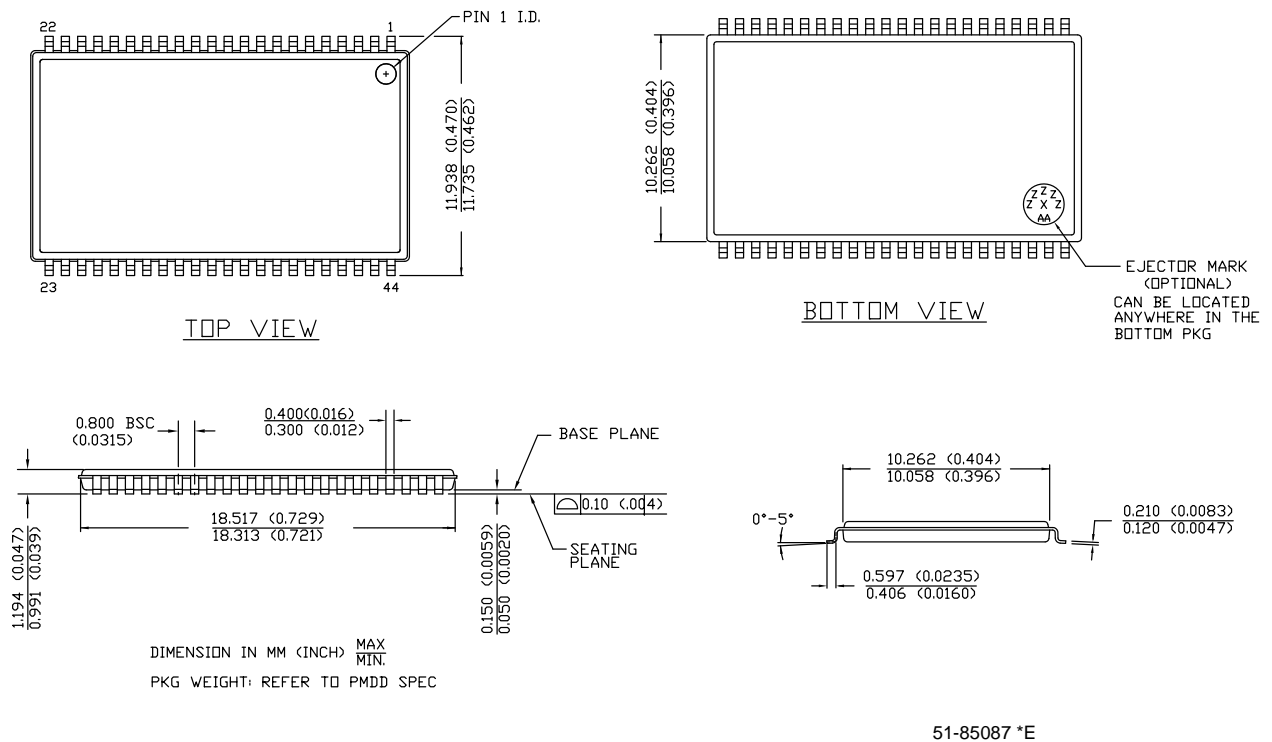 22
1
PIN 1 I.D.
11.938 (0.470)
11.735 (0.462)
23
44
TOP VIEW
10.262 (0.404)
10.058 (0.396)
Z Z Z
Z X Z
AA
EJECTOR MARK
(OPTIONAL)
CAN BE LOCATED
ANYWHERE IN THE
BOTTOM PKG
BOTTOM VIEW
0.800 BSC
(0.0315)
0.400(0.016)
0.300 (0.012)
BASE PLANE
0.10 (.004)
18.517 (0.729)
18.313 (0.721)
1.194 (0.047)
0.991 (0.039)
0.150 (0.0059)
0.050 (0.0020)
SEATING
PLANE
10.262 (0.404)
10.058 (0.396)
0°-5°
0.210 (0.0083)
0.120 (0.0047)
0.597 (0.0235)
0.406 (0.0160)
DIMENSION IN MM (INCH) MAX
MIN.
PKG WEIGHT: REFER TO PMDD SPEC
51-85087 *E